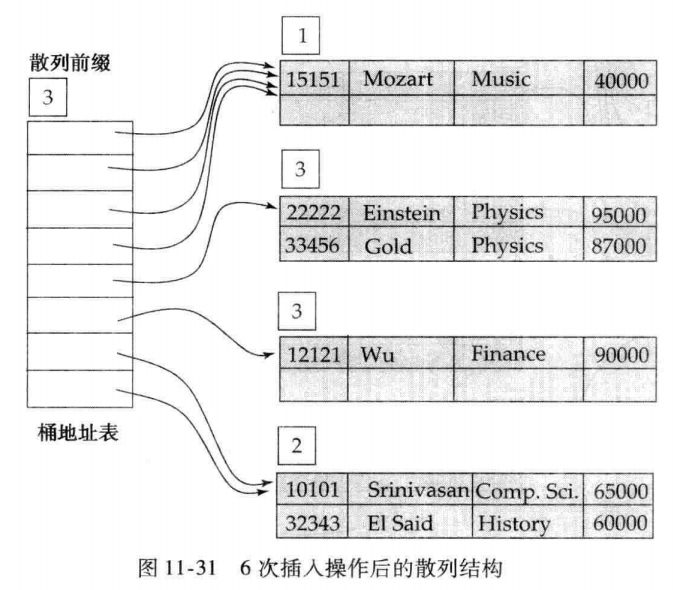 散列前缀
3
1
15151 Mozart Music 40000
3
22222 Einstein Physics 95000
33456 Gold Physics 87000
3
12121 Wu Finance 90000
2
10101 Srinivasan Comp. Sci. 65000
32343 El Said History 60000
桶地址表
图 11-31 6 次插入操作后的散列结构